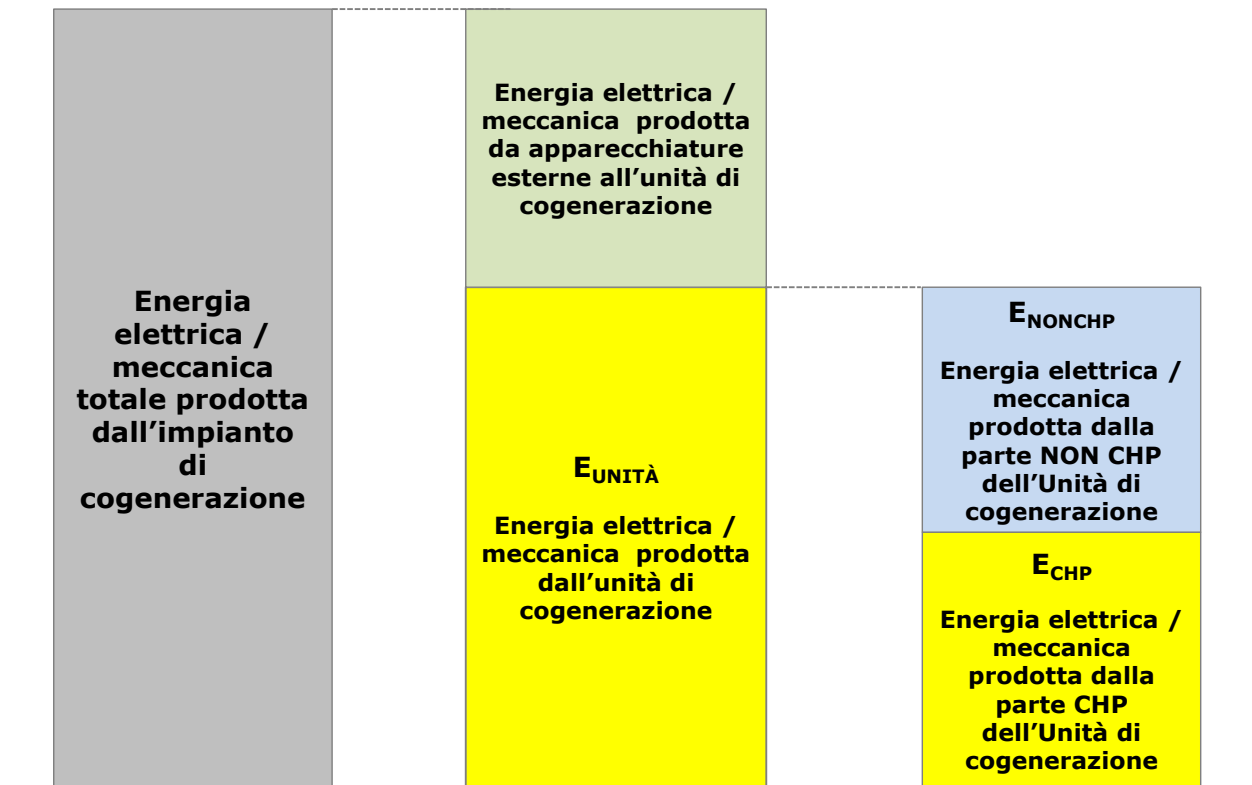 Energia
elettrica /
meccanica
totale prodotta
dall’impianto
di
cogenerazione
Energia elettrica /
meccanica prodotta
da apparecchiature
esterne all’unità di
cogenerazione
EUNITÀ
Energia elettrica /
meccanica prodotta
dall’unità di
cogenerazione
ENONCHP
Energia elettrica /
meccanica
prodotta dalla
parte NON CHP
dell’Unità di
cogenerazione
ECHP
Energia elettrica /
meccanica
prodotta dalla
parte CHP
dell’Unità di
cogenerazione